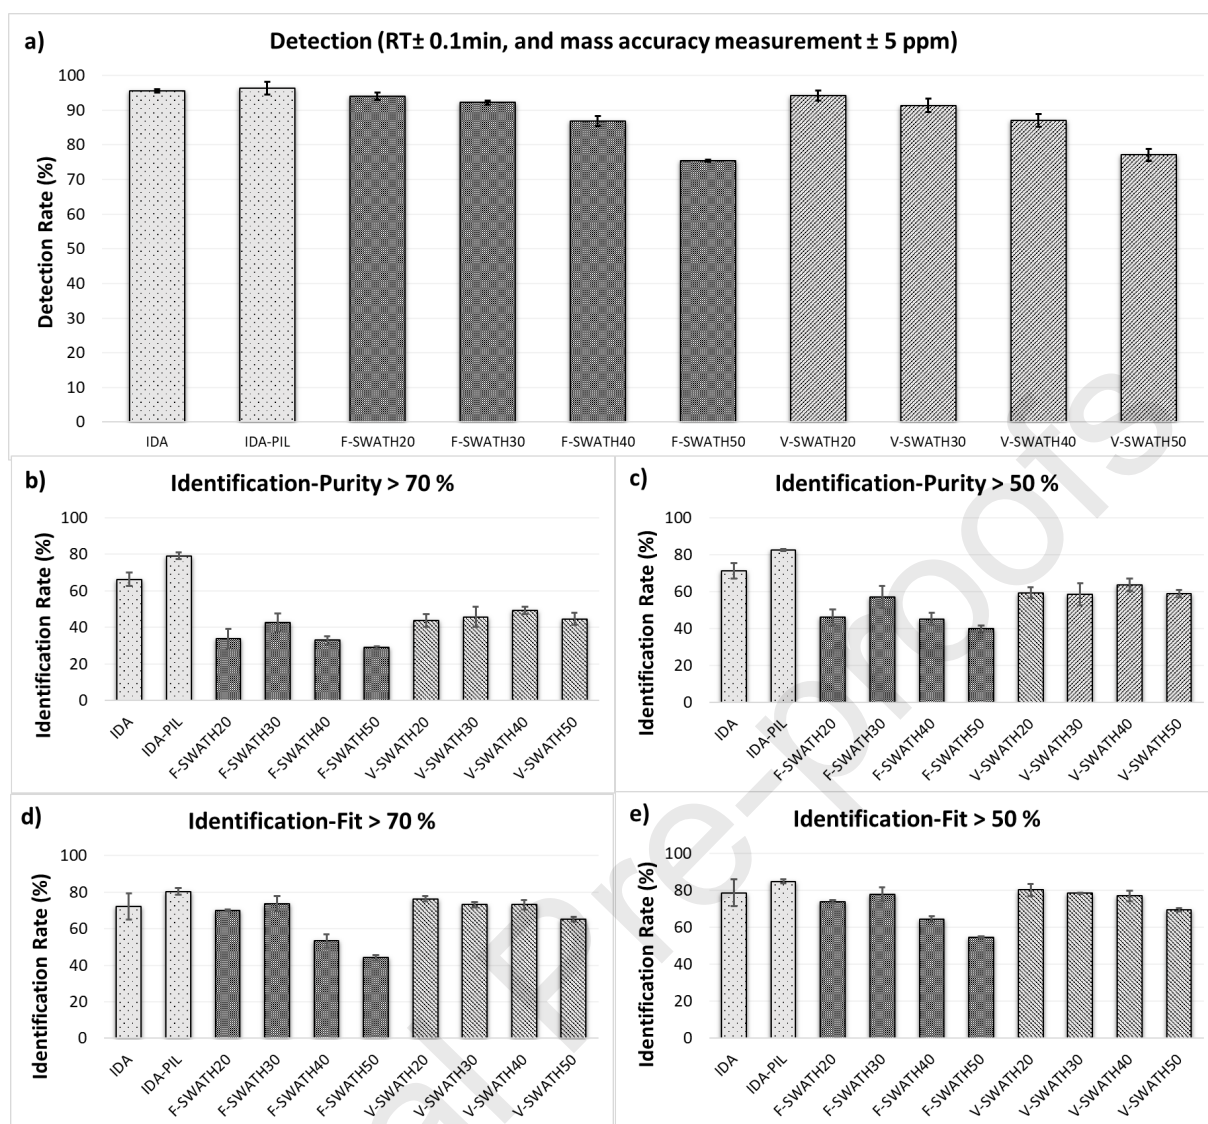 a)
Detection (RT± 0.1min, and mass accuracy measurement ± 5 ppm)
Detection Rate (%)
100
90
80
70
60
50
40
30
20
10
0
IDA IDA-PIL F-SWATH20 F-SWATH30 F-SWATH40 F-SWATH50 V-SWATH20 V-SWATH30 V-SWATH40 V-SWATH50
b)
Identification-Purity > 70 %
Identification Rate (%)
100
80
60
40
20
0
IDA IDA-PIL F-SWATH20 F-SWATH30 F-SWATH40 F-SWATH50 V-SWATH20 V-SWATH30 V-SWATH40 V-SWATH50
c)
Identification-Purity > 50 %
Identification Rate (%)
100
80
60
40
20
0
IDA IDA-PIL F-SWATH20 F-SWATH30 F-SWATH40 F-SWATH50 V-SWATH20 V-SWATH30 V-SWATH40 V-SWATH50
d)
Identification-Fit > 70 %
Identification Rate (%)
100
80
60
40
20
0
IDA IDA-PIL F-SWATH20 F-SWATH30 F-SWATH40 F-SWATH50 V-SWATH20 V-SWATH30 V-SWATH40 V-SWATH50
e)
Identification-Fit > 50 %
Identification Rate (%)
100
80
60
40
20
0
IDA IDA-PIL F-SWATH20 F-SWATH30 F-SWATH40 F-SWATH50 V-SWATH20 V-SWATH30 V-SWATH40 V-SWATH50
al Pre-proofs